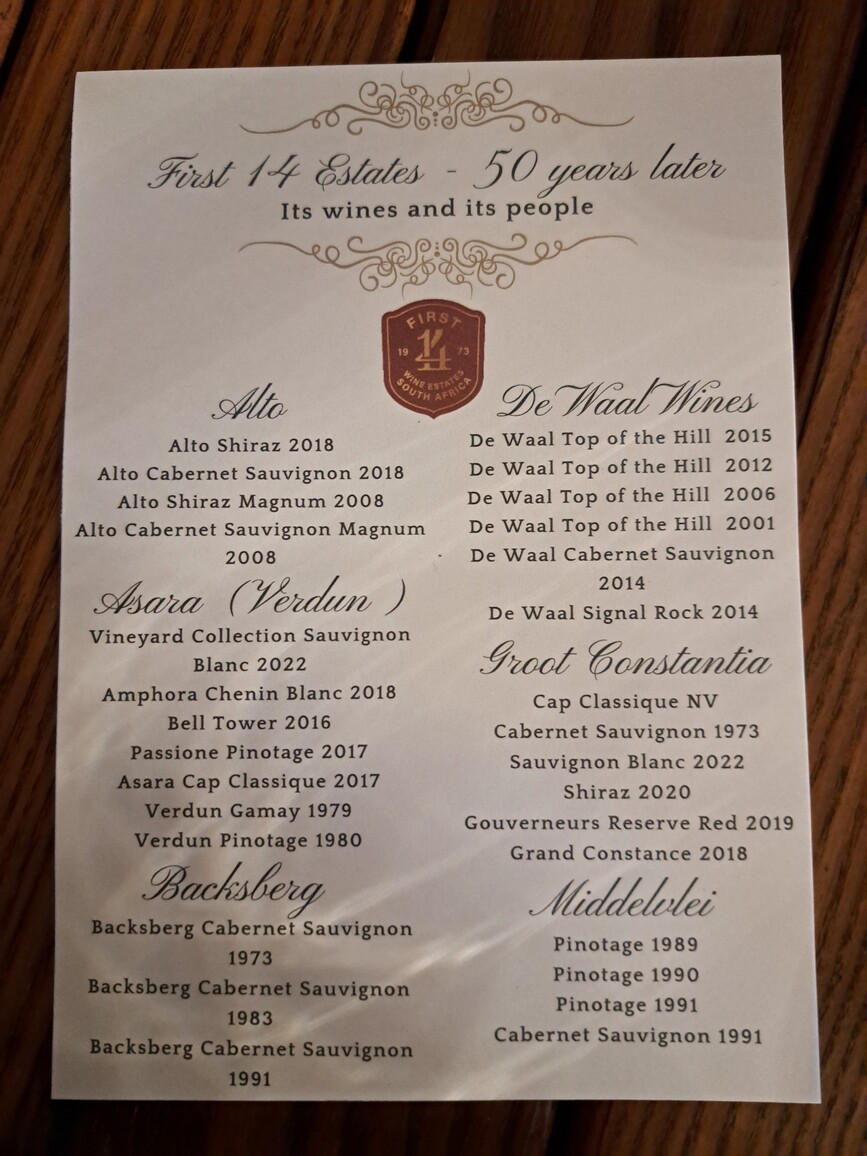 First 14 Estates - 50 years later
Its wines and its people
FIRST
19 14 73
WINE ESTATES
SOUTH AFRICA
Alto
Alto Shiraz 2018
Alto Cabernet Sauvignon 2018
Alto Shiraz Magnum 2008
Alto Cabernet Sauvignon Magnum
2008
Asara (Verdun )
Vineyard Collection Sauvignon
Blanc 2022
Amphora Chenin Blanc 2018
Bell Tower 2016
Passione Pinotage 2017
Asara Cap Classique 2017
Verdun Gamay 1979
Verdun Pinotage 1980
Backsberg
Backsberg Cabernet Sauvignon
1973
Backsberg Cabernet Sauvignon
1983
Backsberg Cabernet Sauvignon
1991
De Waal Wines
De Waal Top of the Hill 2015
De Waal Top of the Hill 2012
De Waal Top of the Hill 2006
De Waal Top of the Hill 2001
De Waal Cabernet Sauvignon
2014
De Waal Signal Rock 2014
Groot Constantia
Cap Classique NV
Cabernet Sauvignon 1973
Sauvignon Blanc 2022
Shiraz 2020
Gouverneurs Reserve Red 2019
Grand Constance 2018
Middelvlei
Pinotage 1989
Pinotage 1990
Pinotage 1991
Cabernet Sauvignon 1991